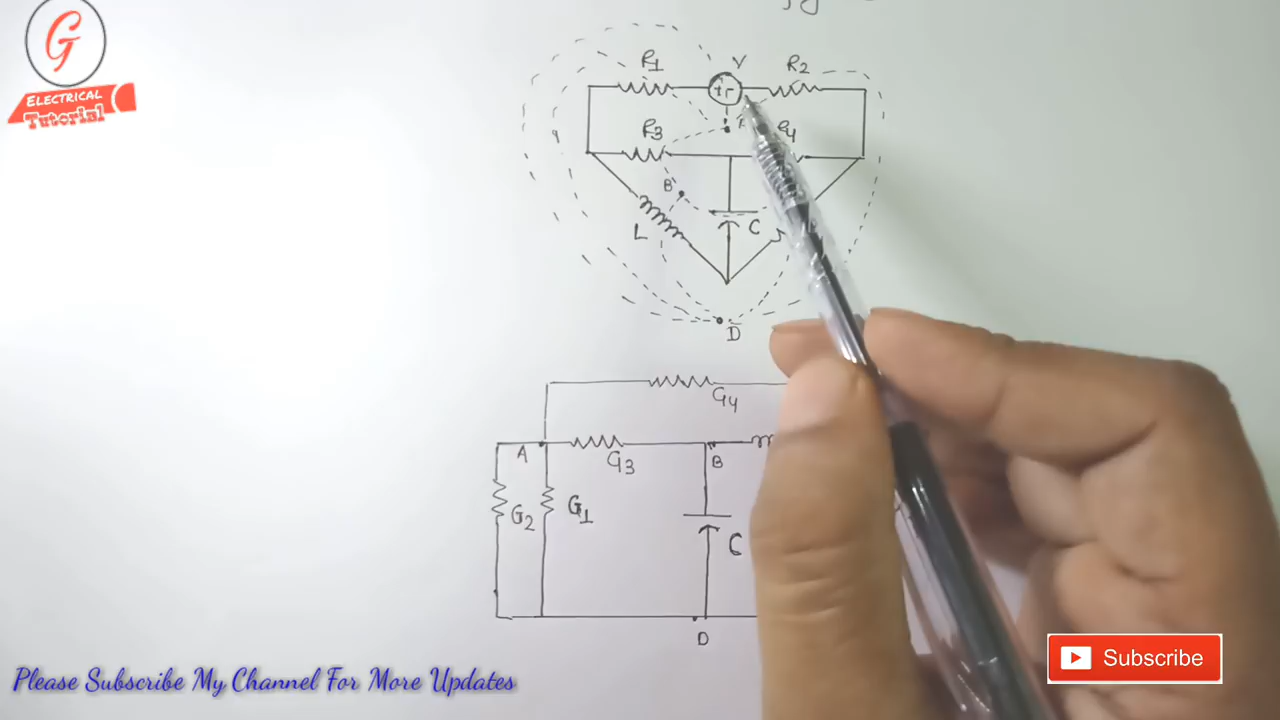 G
ELECTRICAL
Tutorial
R1
V
R2
+-
R3
R4
B
L
C
D
G4
A
G3
B
G2
G1
C
D
Subscribe
Please Subscribe My Channel For More Updates